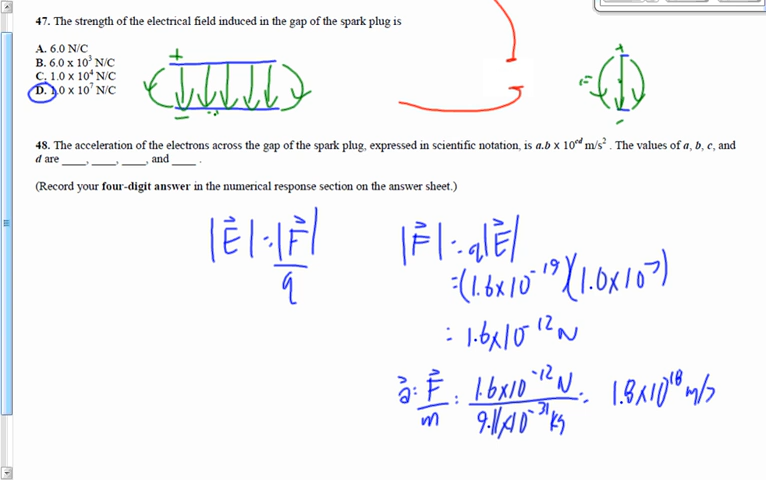 47. The strength of the electrical field induced in the gap of the spark plug is
A. 6.0 N/C
B. 6.0 x 10³ N/C
C. 1.0 x 10⁴ N/C
D. 1.0 x 10⁷ N/C
+
−
+
−
48. The acceleration of the electrons across the gap of the spark plug, expressed in scientific notation, is a.b × 10^cd m/s². The values of a, b, c, and
d are ____, ____, ____, and ____ .
(Record your four-digit answer in the numerical response section on the answer sheet.)
|E⃗| = |F⃗| / q
|F⃗| = q|E⃗|
= (1.6x10⁻¹⁹)(1.0x10⁷)
= 1.6x10⁻¹² N
a⃗ = F⃗/m = 1.6x10⁻¹² N / 9.11x10⁻³¹ kg = 1.8x10¹⁸ m/s